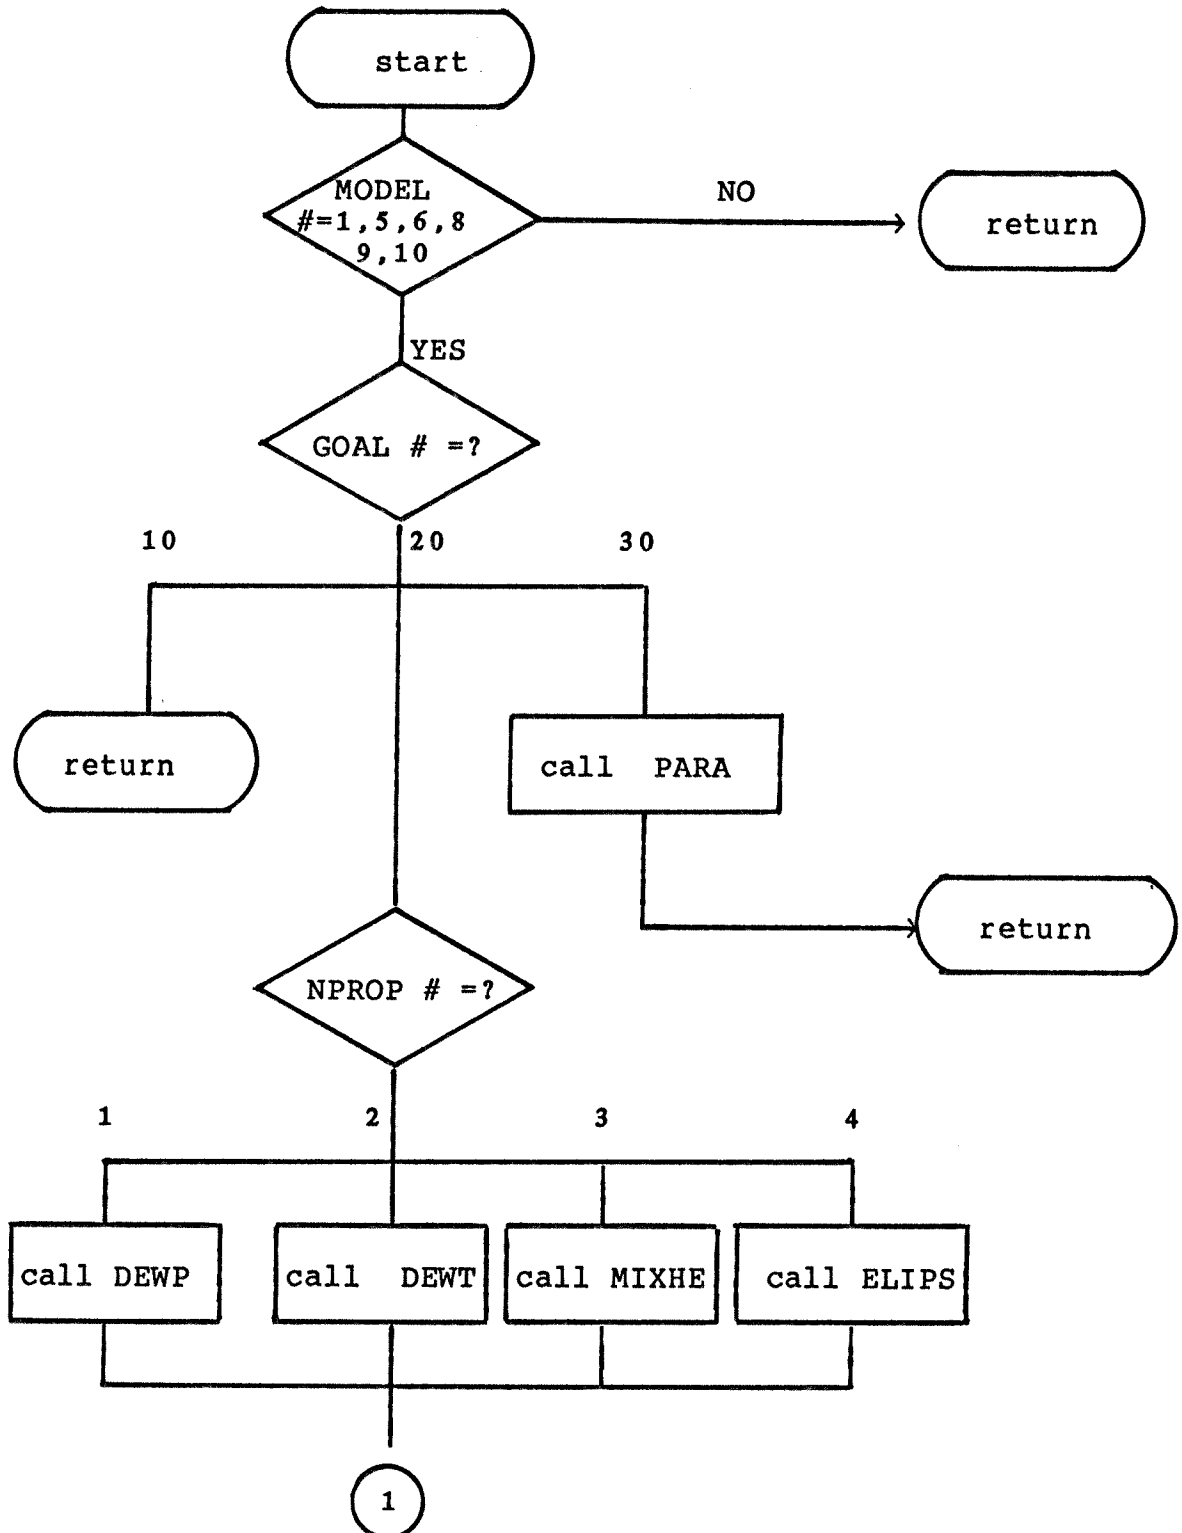 start
MODEL
#=1,5,6,8
9,10
NO
return
YES
GOAL # =?
10
20
30
return
call PARA
return
NPROP # =?
1
2
3
4
call DEWP
call DEWT
call MIXHE
call ELIPS
1